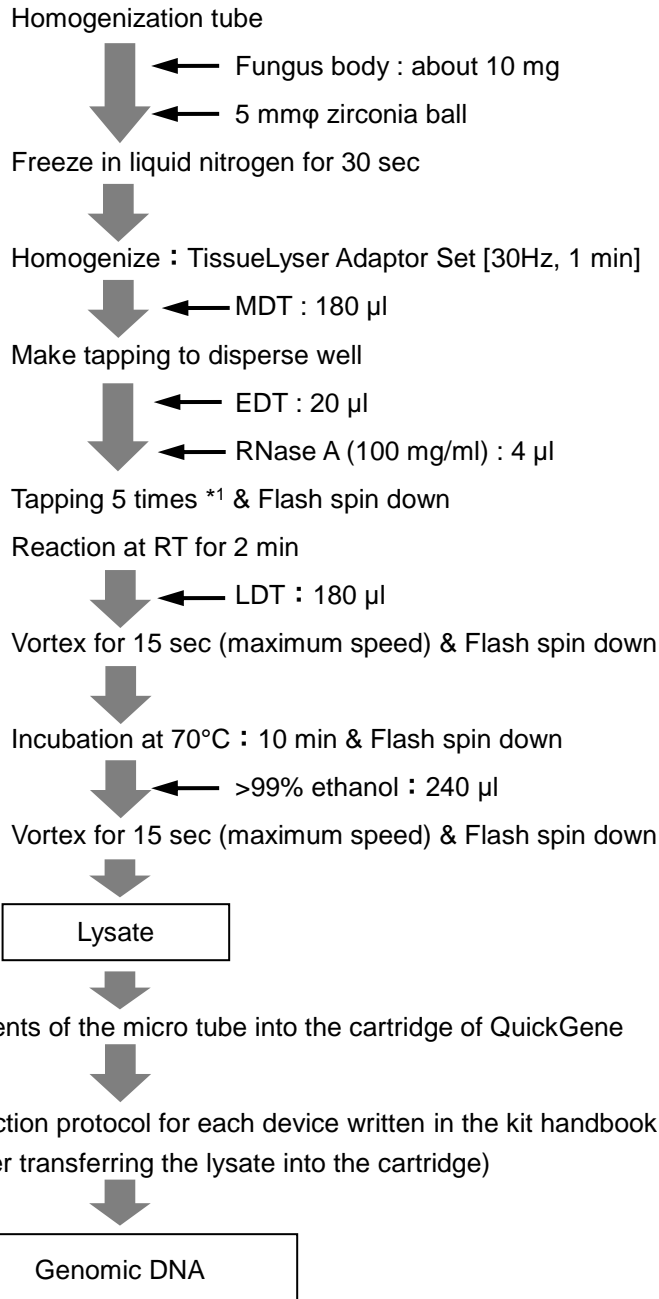 Homogenization tube
Fungus body : about 10 mg
5 mmφ zirconia ball
Freeze in liquid nitrogen for 30 sec
Homogenize：TissueLyser Adaptor Set [30Hz, 1 min]
MDT : 180 µl
Make tapping to disperse well
EDT : 20 µl
RNase A (100 mg/ml) : 4 µl
Tapping 5 times *1 & Flash spin down
Reaction at RT for 2 min
LDT：180 µl
Vortex for 15 sec (maximum speed) & Flash spin down
Incubation at 70°C：10 min & Flash spin down
>99% ethanol：240 µl
Vortex for 15 sec (maximum speed) & Flash spin down
Lysate
ents of the micro tube into the cartridge of QuickGene
ction protocol for each device written in the kit handbook
er transferring the lysate into the cartridge)
Genomic DNA